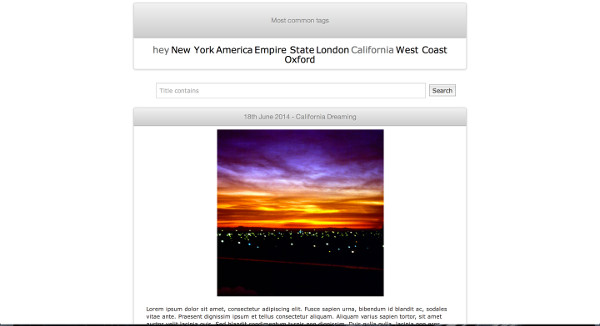 Most common tags
hey New York America Empire State London California West Coast
Oxford
Title contains
Search
18th June 2014 - California Dreaming
Lorem ipsum dolor sit amet, consectetur adipiscing elit. Fusce sapien urna, bibendum id blandit ac, sodales
vitae ante. Praesent dignissim ipsum et tellus consectetur aliquam. Aliquam varius sapien tortor, sit amet